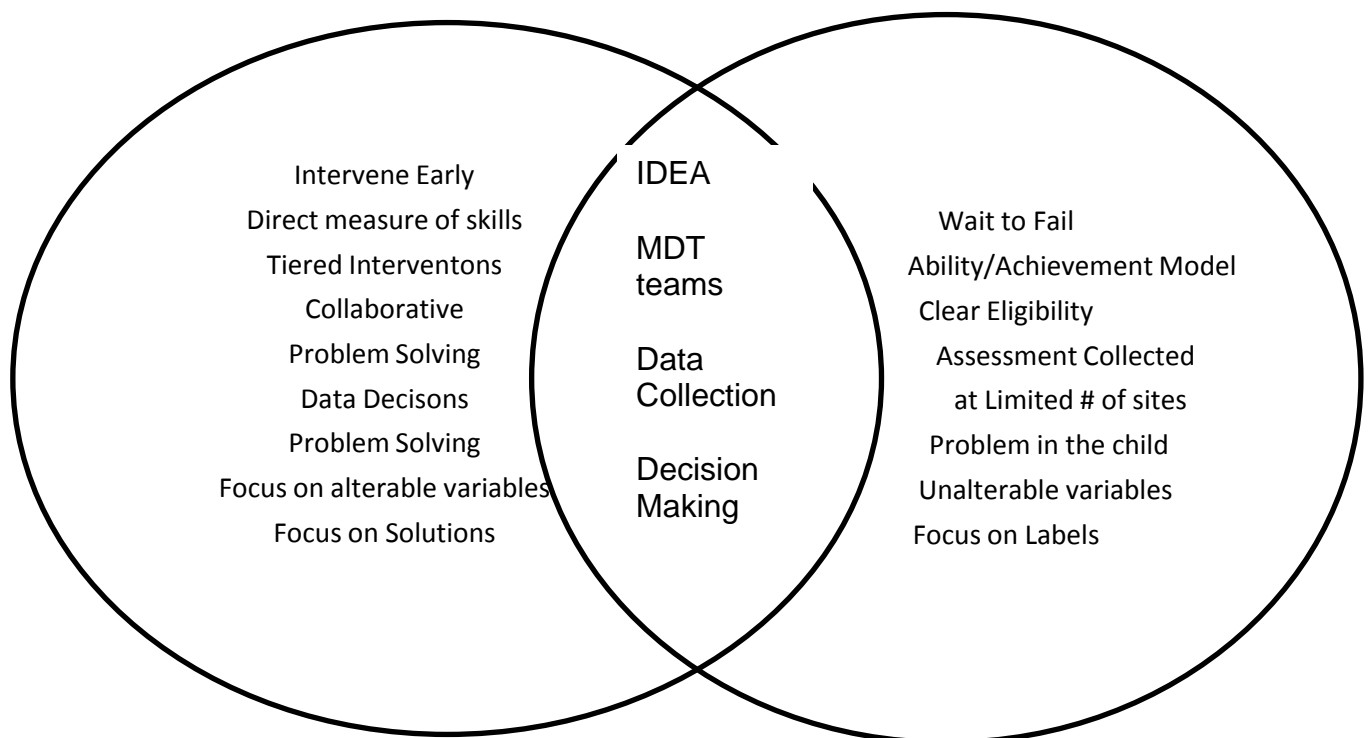 Intervene Early
Direct measure of skills
Tiered Interventons
Collaborative
Problem Solving
Data Decisons
Problem Solving
Focus on alterable variables
Focus on Solutions
IDEA
MDT
teams
Data
Collection
Decision
Making
Wait to Fail
Ability/Achievement Model
Clear Eligibility
Assessment Collected
at Limited # of sites
Problem in the child
Unalterable variables
Focus on Labels